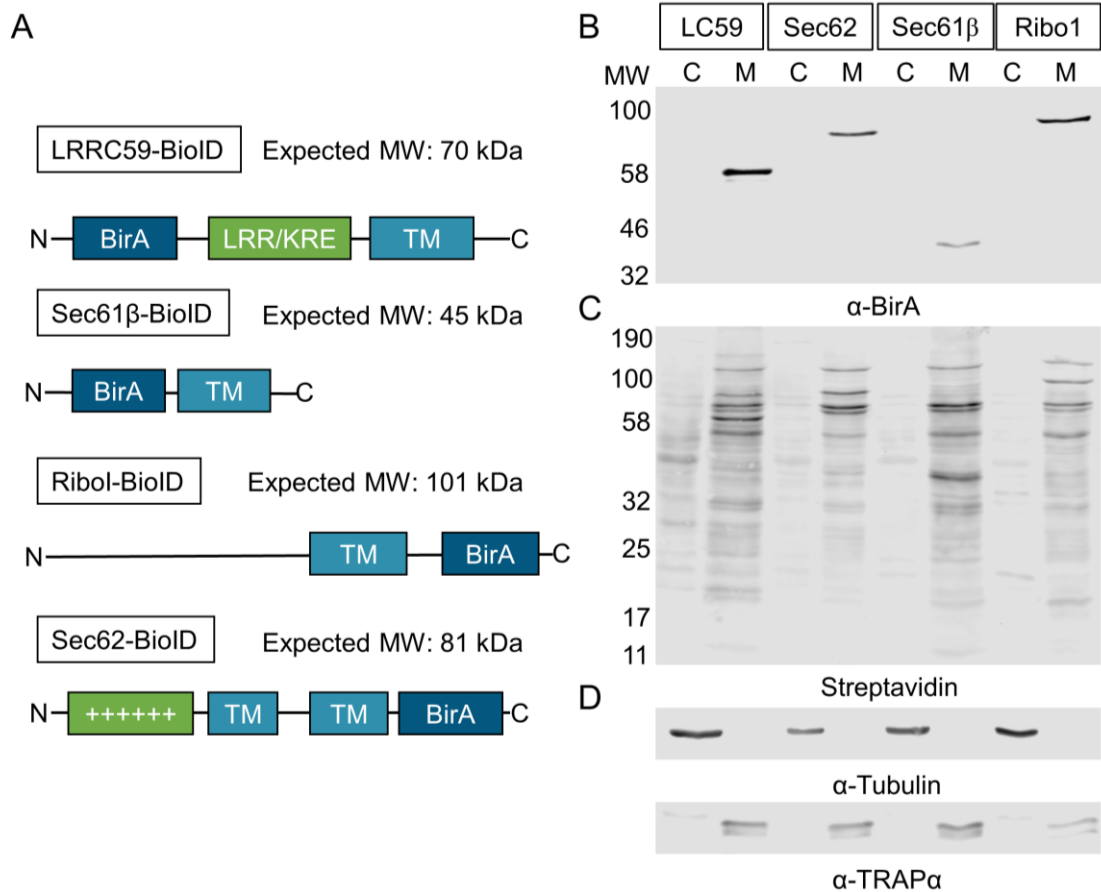 A
LRRC59-BioID Expected MW: 70 kDa
N BirA LRR/KRE TM C
Sec61β-BioID Expected MW: 45 kDa
N BirA TM C
RiboI-BioID Expected MW: 101 kDa
N TM BirA C
Sec62-BioID Expected MW: 81 kDa
N ++++++ TM TM BirA C
B
LC59 Sec62 Sec61β Ribo1
MW C M C M C M C M
100
58
46
32
α-BirA
C
190
100
58
32
25
17
11
Streptavidin
D
α-Tubulin
α-TRAPα